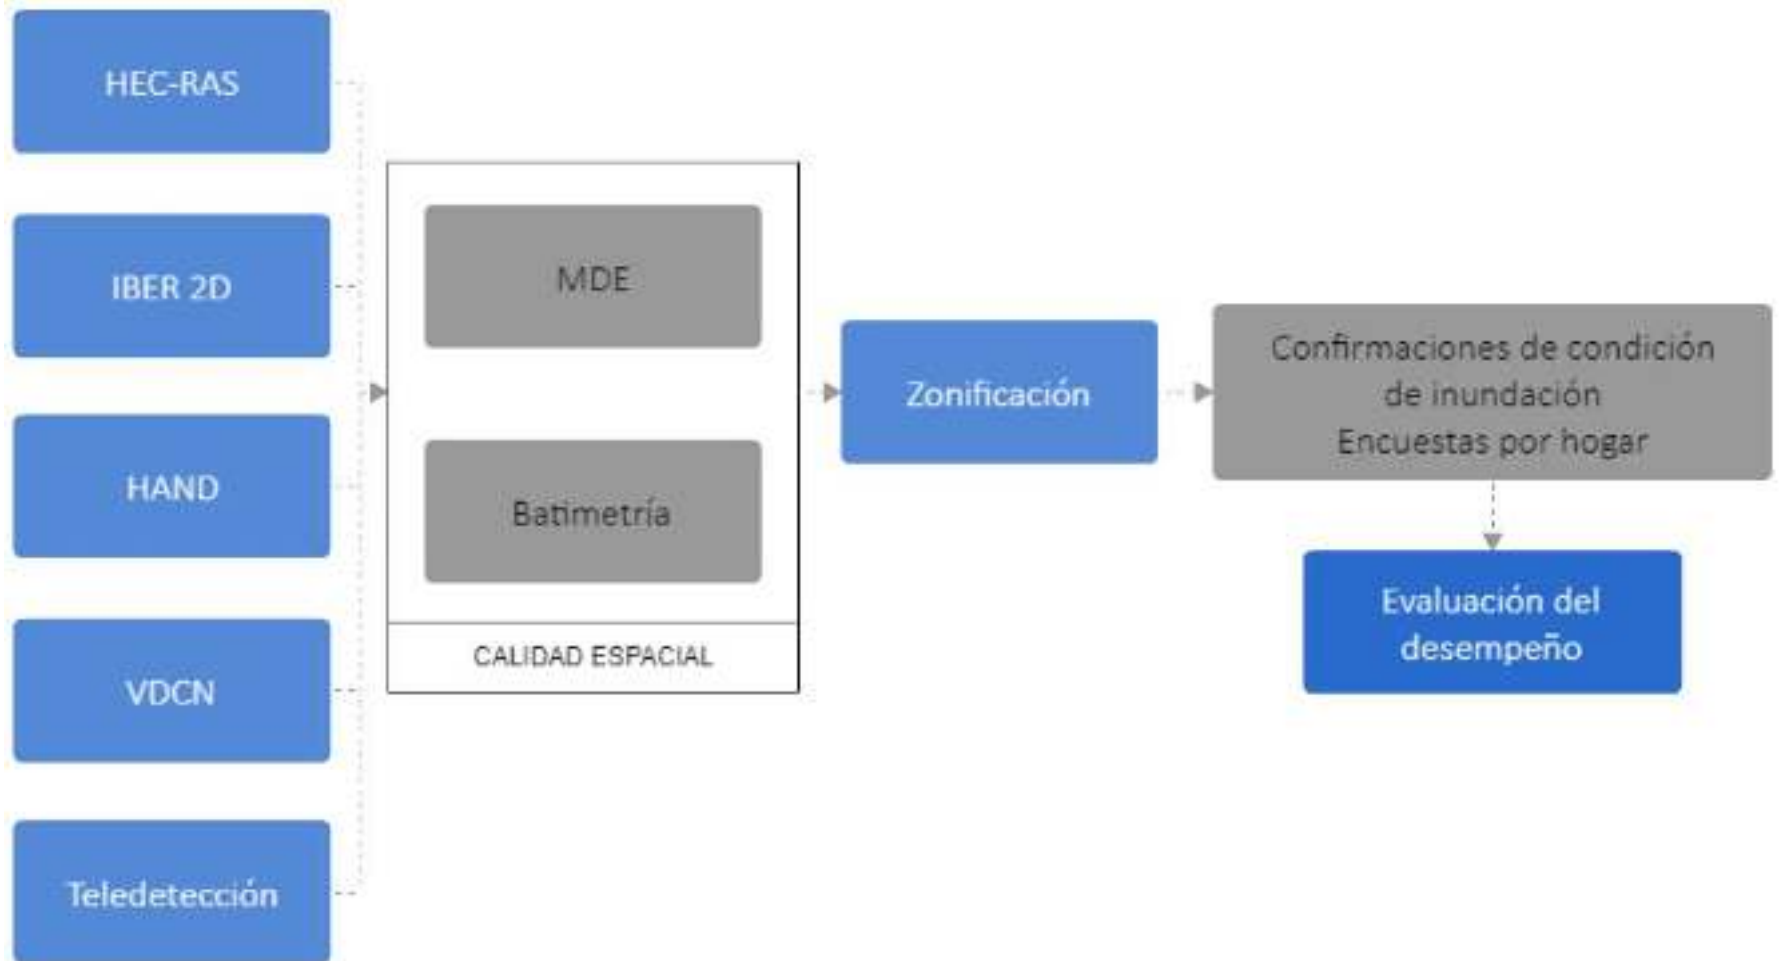 HEC-RAS
IBER 2D
HAND
VDCN
Teledetección
MDE
Batimetría
CALIDAD ESPACIAL
Zonificación
Confirmaciones de condición
de inundación
Encuestas por hogar
Evaluación del
desempeño